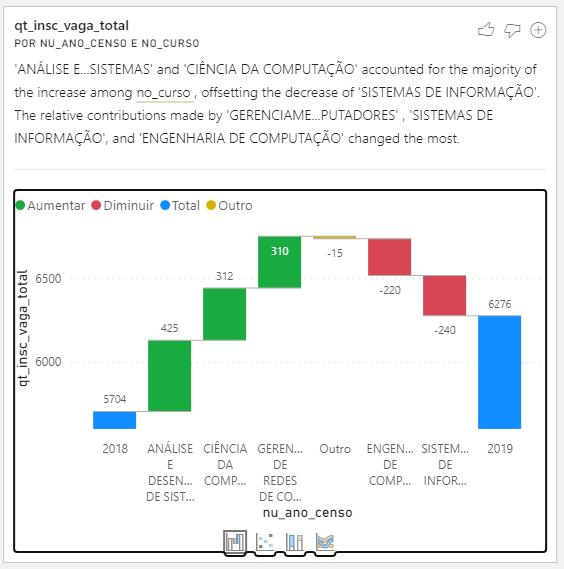 qt_insc_vaga_total
POR NU_ANO_CENSO E NO_CURSO
'ANÁLISE E...SISTEMAS' and 'CIÊNCIA DA COMPUTAÇÃO' accounted for the majority of
the increase among no_curso , offsetting the decrease of 'SISTEMAS DE INFORMAÇÃO'.
The relative contributions made by 'GERENCIAME...PUTADORES' , 'SISTEMAS DE
INFORMAÇÃO', and 'ENGENHARIA DE COMPUTAÇÃO' changed the most.
Aumentar Diminuir Total Outro
qt_insc_vaga_total
6500
6000
5704
425
312
310
-15
-220
-240
6276
2018
ANÁLISE
E
DESEN...
DE SIST...
CIÊNCIA
DA
COMP...
GEREN...
DE
REDES
DE CO...
Outro
ENGEN...
DE
COMP...
SISTEM...
DE
INFOR...
2019
nu_ano_censo